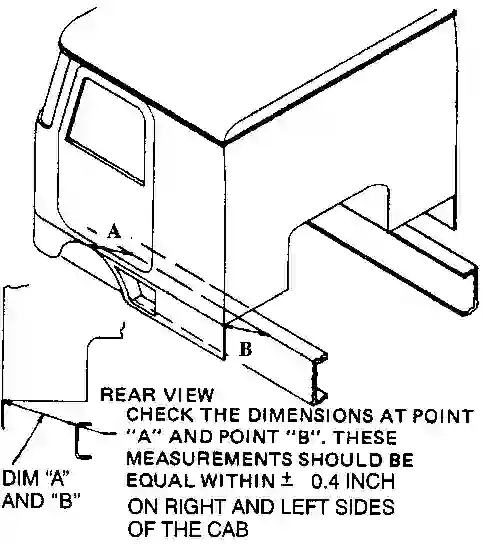 A
B
REAR VIEW
CHECK THE DIMENSIONS AT POINT
"A" AND POINT "B". THESE
MEASUREMENTS SHOULD BE
EQUAL WITHIN ± 0.4 INCH
ON RIGHT AND LEFT SIDES
OF THE CAB
DIM "A"
AND "B"